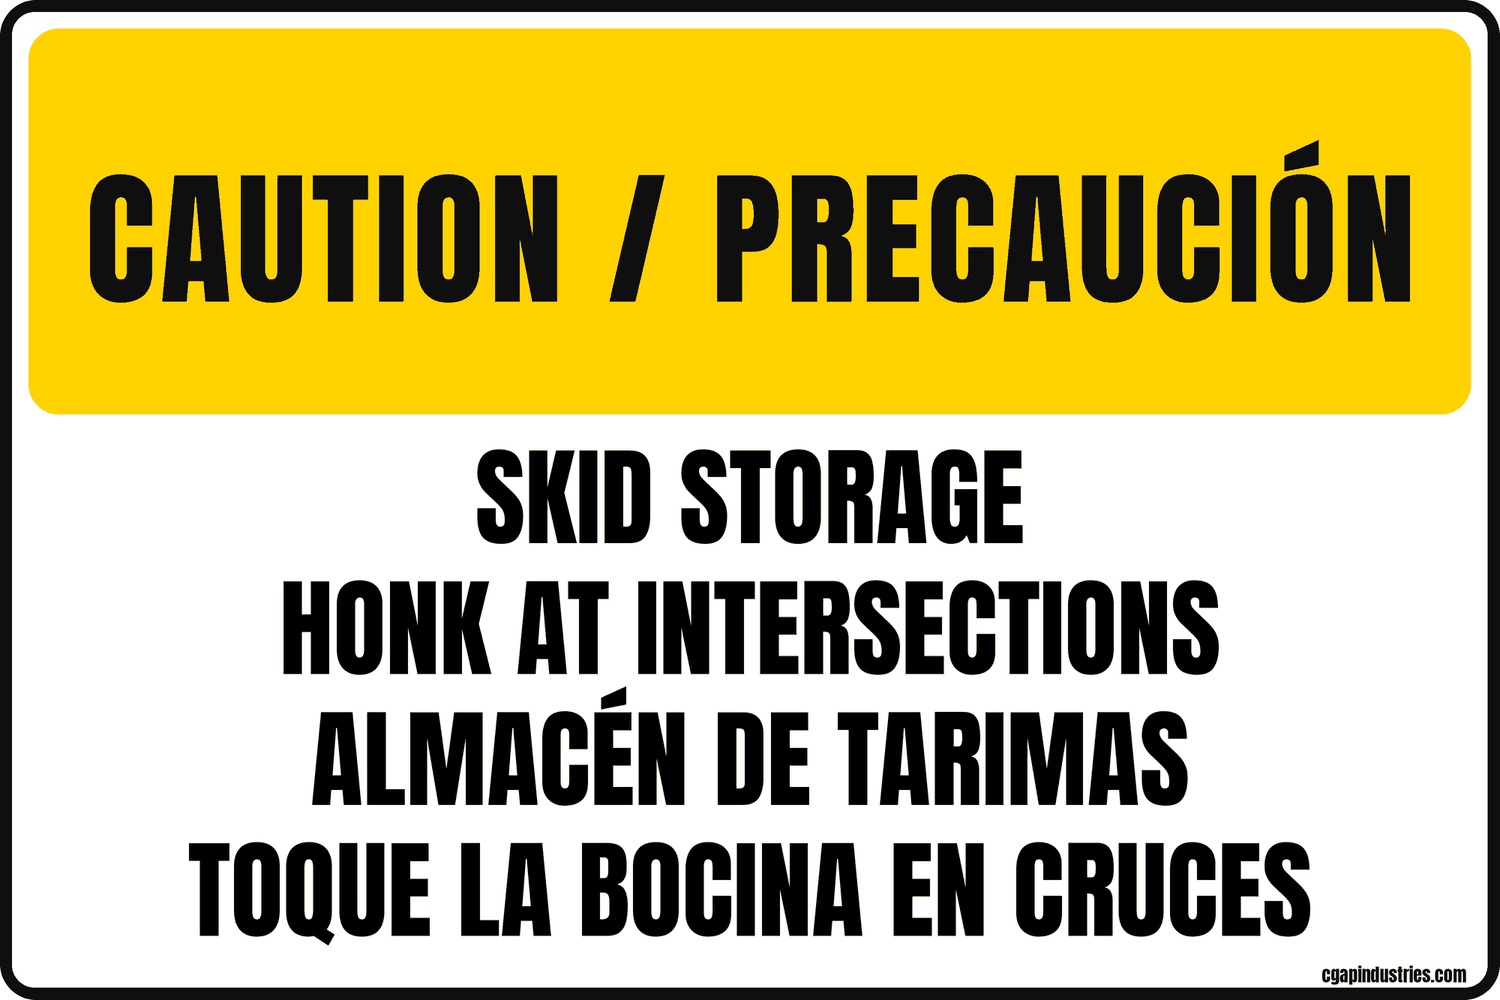 CAUTION / PRECAUCIÓN
SKID STORAGE
HONK AT INTERSECTIONS
ALMACÉN DE TARIMAS
TOQUE LA BOCINA EN CRUCES
cgapindustries.com